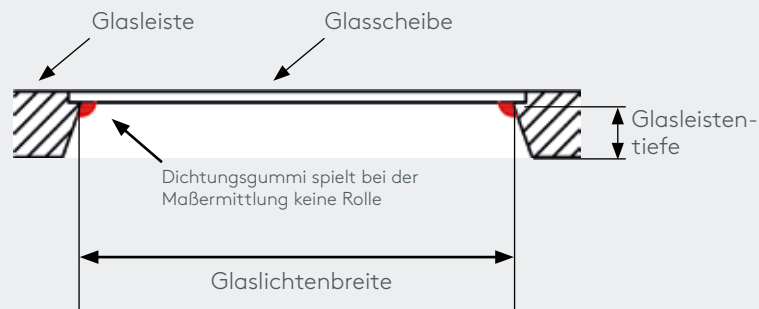 Glasleiste
Glasscheibe
Glasleisten-
tiefe
Dichtungsgummi spielt bei der
Maßermittlung keine Rolle
Glaslichtenbreite